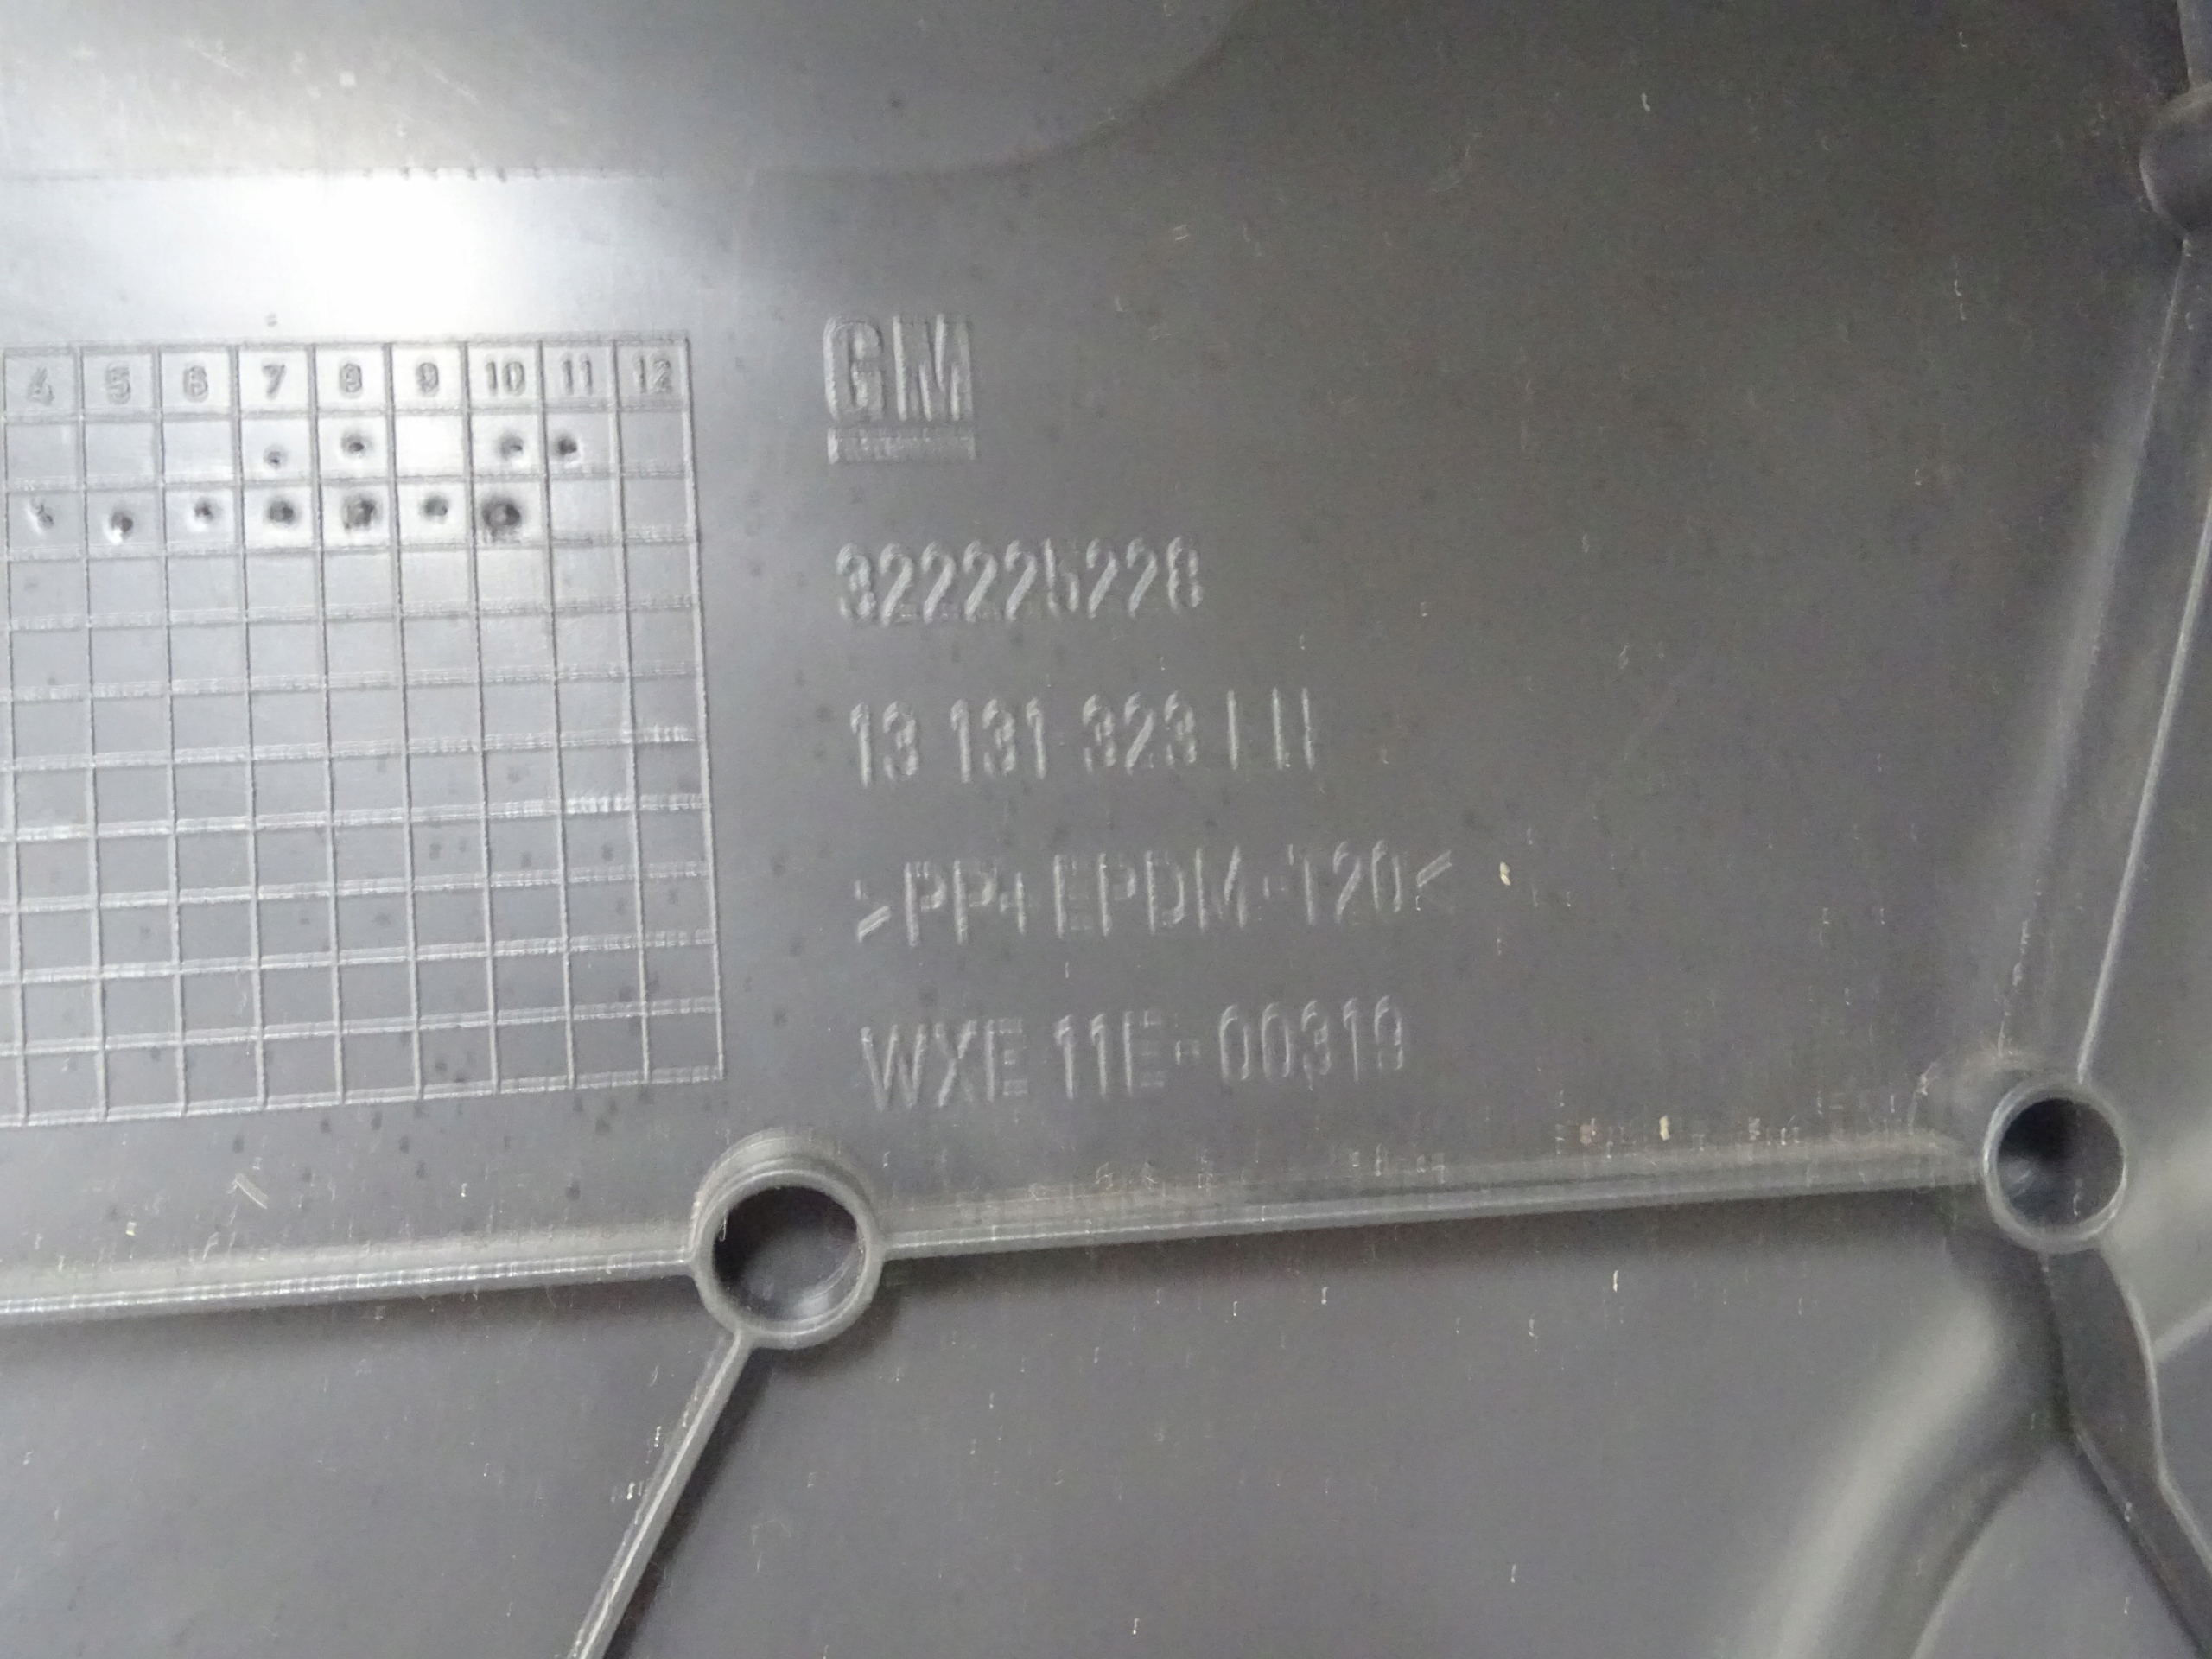 4 5 6 7 8 9 10 11 12
GM
322225228
13 131 323 LH
>PP+EPDM-T20<
WXE 11E-00319